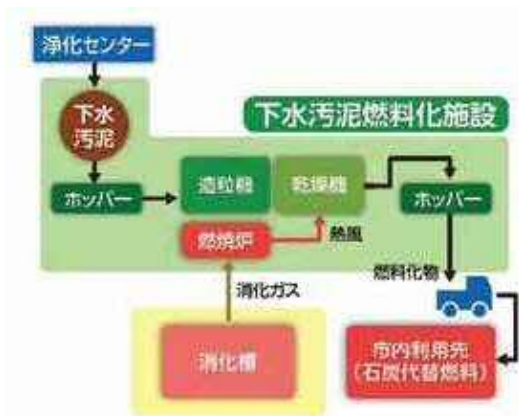 浄化センター
下水
汚泥
下水汚泥燃料化施設
ホッパー
造粒機
乾燥機
ホッパー
燃焼炉
熱風
燃料化物
消化ガス
消化槽
市内利用先
(石炭代替燃料)